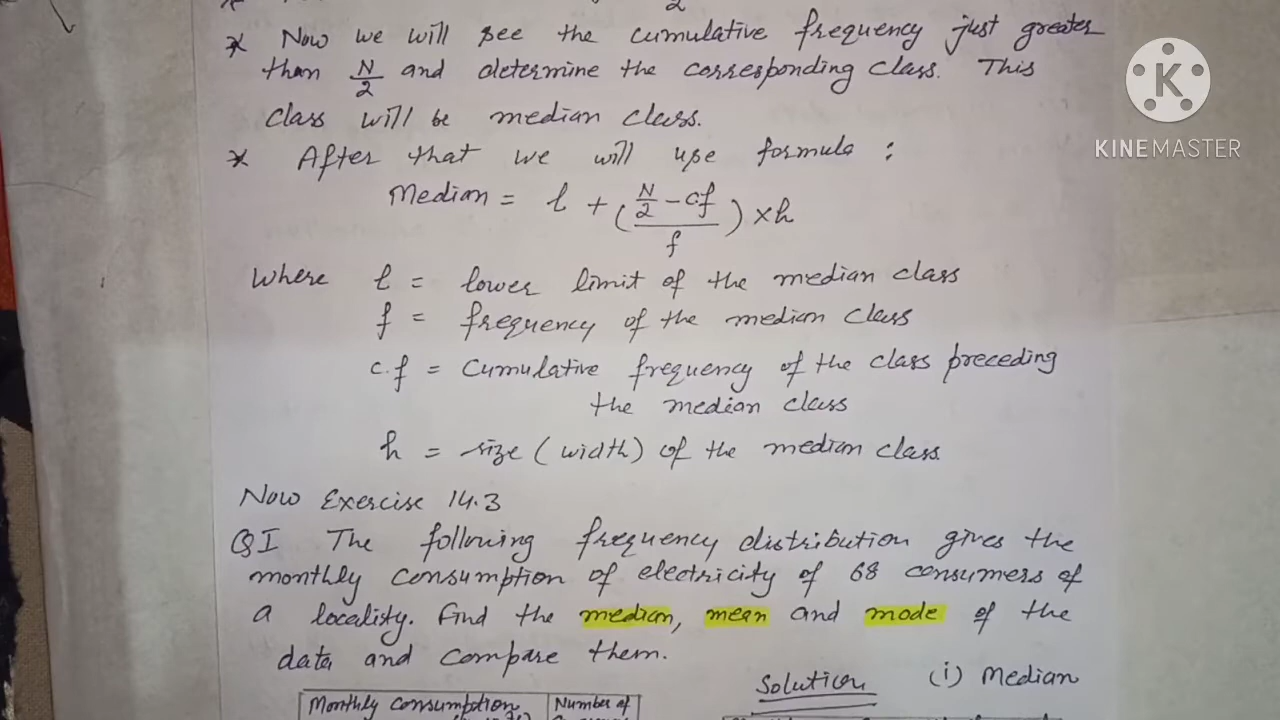 2
* Now we will see the cumulative frequency just greater
than N/2 and determine the corresponding class. This
class will be median class.
* After that we will use formula :
Median = l + (N/2 - cf / f) × h
Where l = lower limit of the median class
f = frequency of the median class
c.f = Cumulative frequency of the class preceding
the median class
h = size (width) of the median class
Now Exercise 14.3
QI The following frequency distribution gives the
monthly consumption of electricity of 68 consumers of
a locality. Find the median, mean and mode of the
data and compare them.
Solution (i) Median
Monthly consumption Number of
K
KINEMASTER